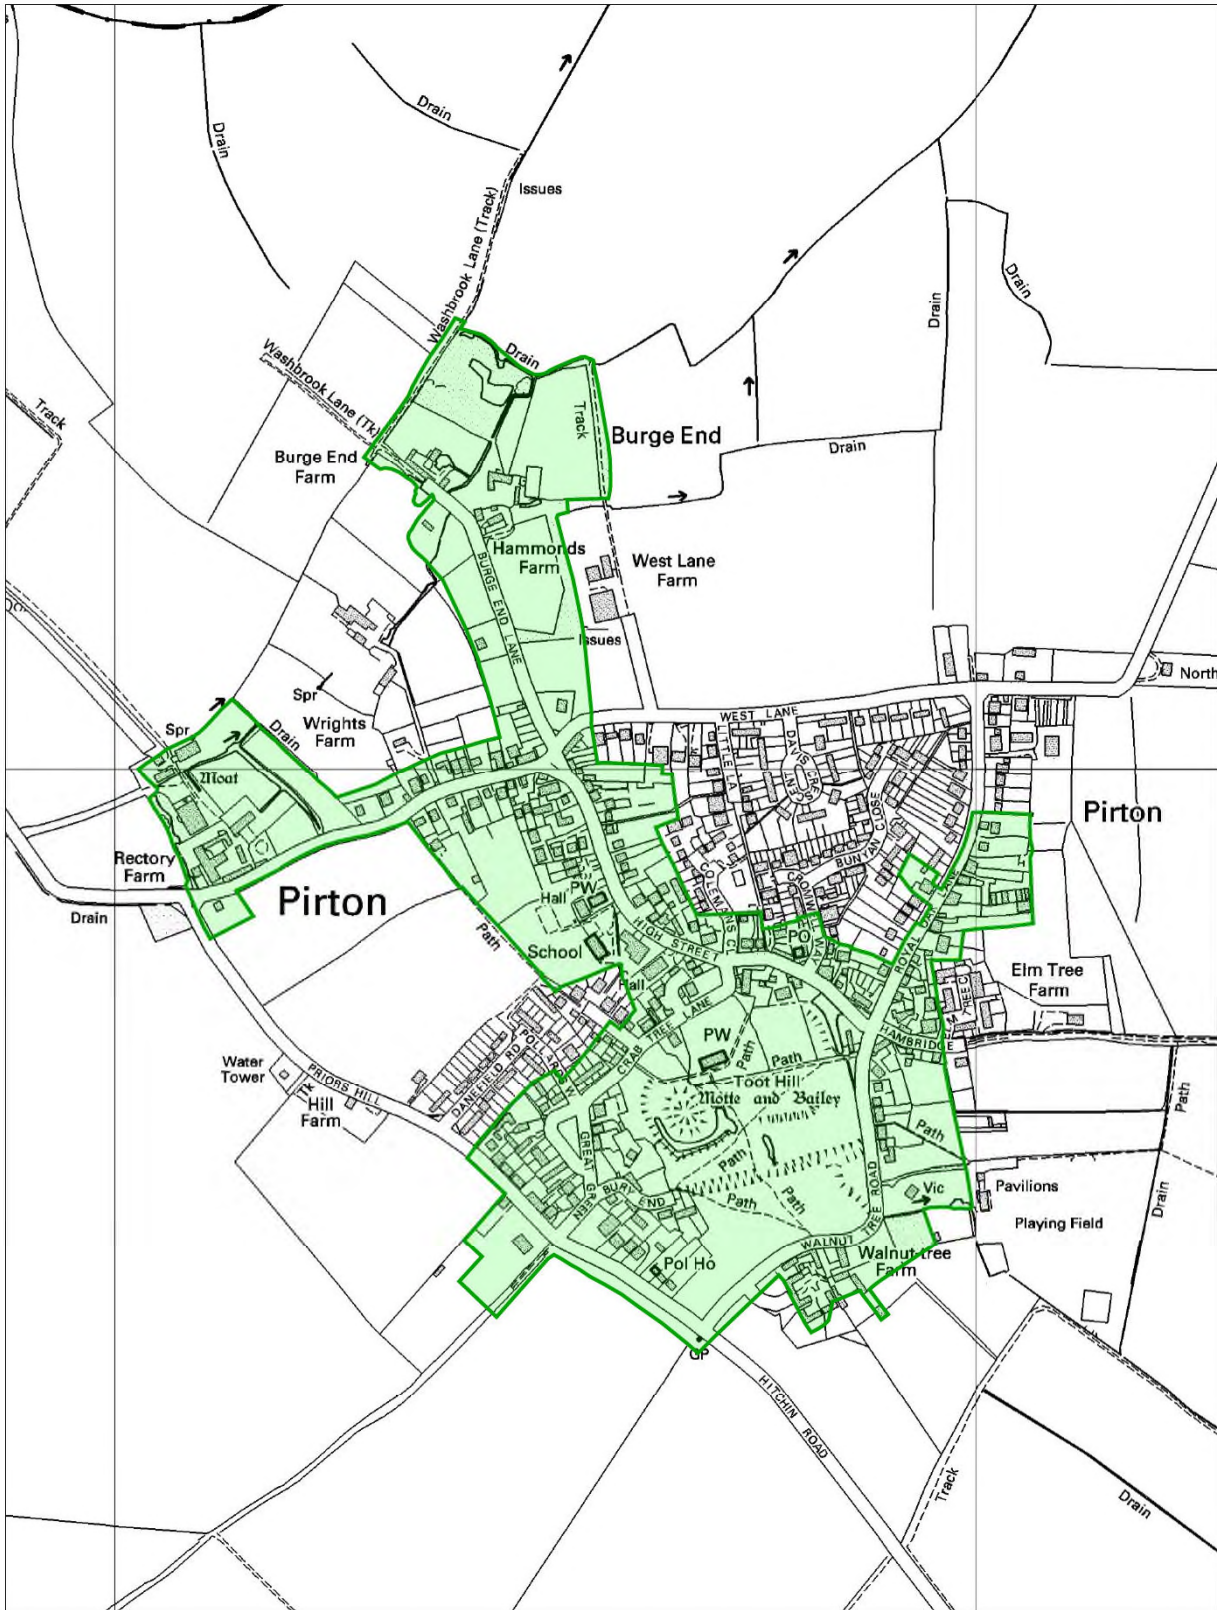 Drain
Drain
Issues
Washbrook Lane (Track)
Drain
Drain
Washbrook Lane (Tk)
Drain
Track
Track
Burge End
Drain
Burge End
Farm
Hammonds
Farm
West Lane
Farm
BURGE END LANE
Issues
Spr
Wrights
Farm
North
WEST LANE
Spr
Drain
Moat
LITTLE LA
DAVIS CRESCENT
Pirton
BUNYAN CLOSE
Rectory
Farm
COLEMANS CL
CROMWELL WAY
Pirton
PW
Hall
Drain
HIGH STREET
PO
ROYAL OAK LANE
Path
School
Hall
Elm Tree
Farm
ELM TREE C
CRAB TREE LANE
PW
HAMBRIDGE
Path
Path
Water
Tower
PRIORS HILL
DANEFIELD RD
POLLARDS W
Toot Hill
Motte and Bailey
Hill
Farm
Path
Path
GREAT GREEN
Path
BURY END
Path
Path
WALNUT TREE ROAD
Vic
Pavilions
Drain
Playing Field
Walnut-tree
Farm
Pol Ho
GP
HITCHIN ROAD
Track
Drain